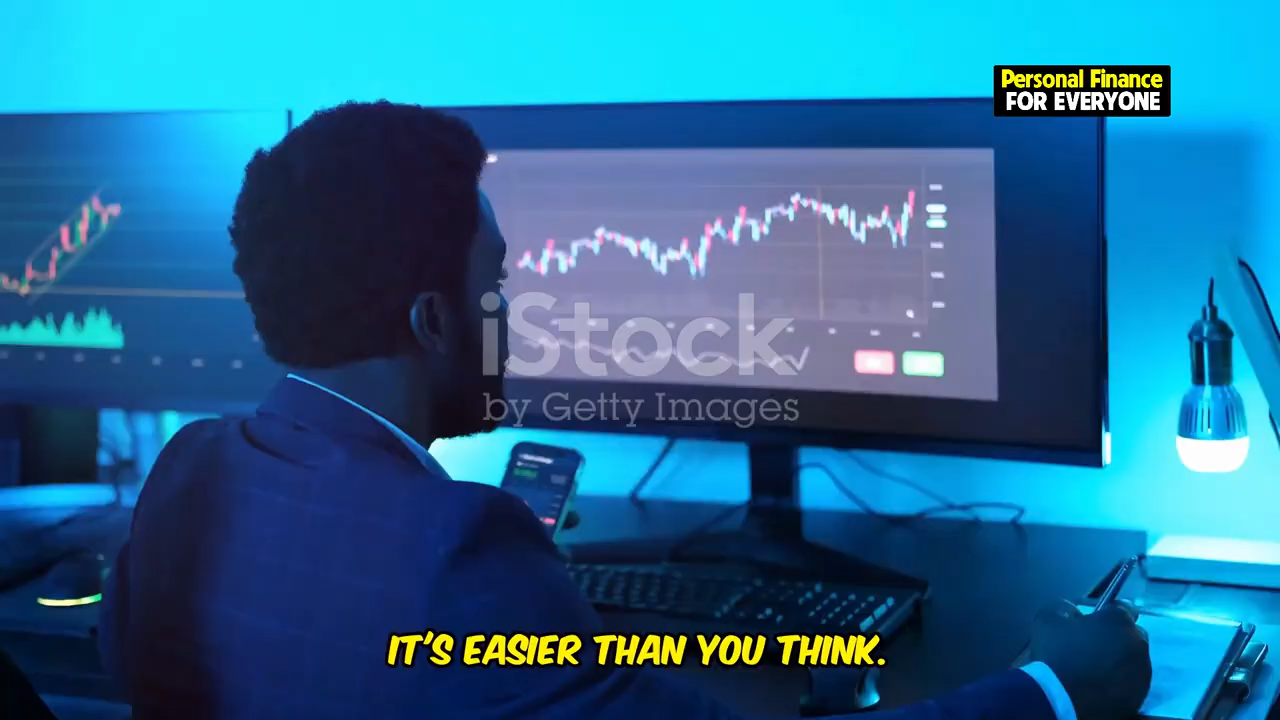 Personal Finance
FOR EVERYONE
iStock
by Getty Images
IT'S EASIER THAN YOU THINK.